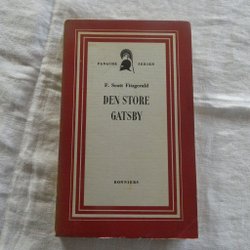 PANACHE SERIEN
F. Scott Fitzgerald
DEN STORE
GATSBY
BONNIERS